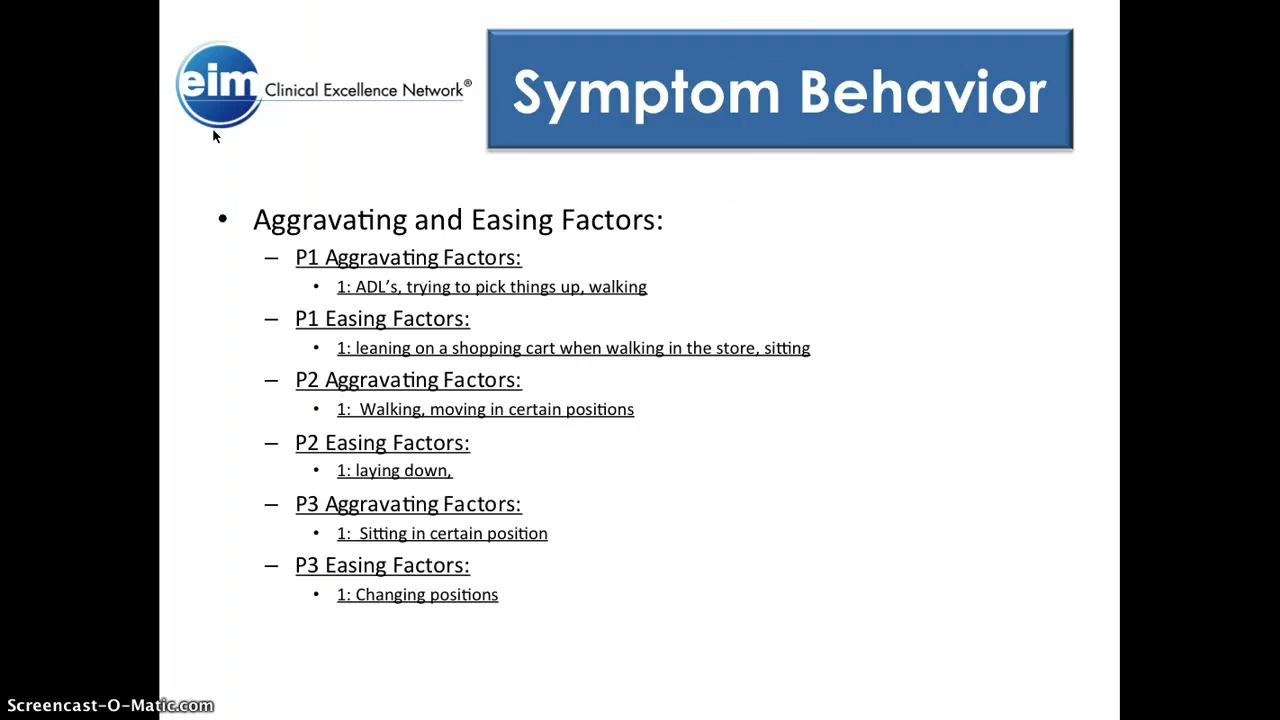 eim Clinical Excellence Network®
Symptom Behavior
• Aggravating and Easing Factors:
– P1 Aggravating Factors:
• 1: ADL's, trying to pick things up, walking
– P1 Easing Factors:
• 1: leaning on a shopping cart when walking in the store, sitting
– P2 Aggravating Factors:
• 1:  Walking, moving in certain positions
– P2 Easing Factors:
• 1: laying down,
– P3 Aggravating Factors:
• 1:  Sitting in certain position
– P3 Easing Factors:
• 1: Changing positions
Screencast-O-Matic.com